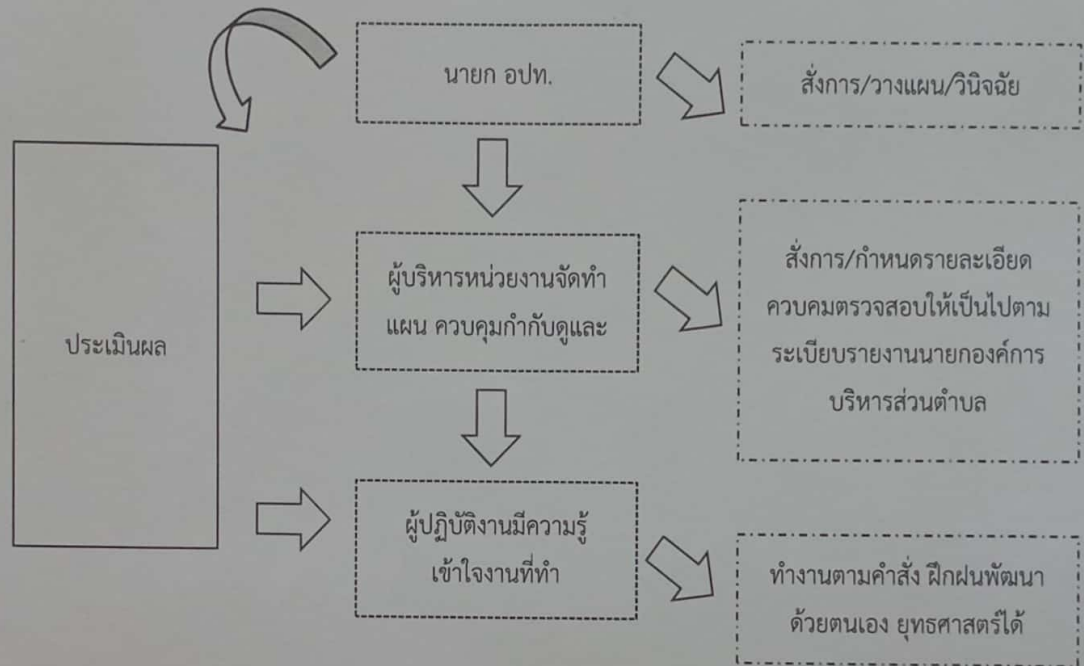 นายก อปท.
สั่งการ/วางแผน/วินิจฉัย
ประเมินผล
ผู้บริหารหน่วยงานจัดทำ
แผน ควบคุมกำกับดูและ
สั่งการ/กำหนดรายละเอียด
ควบคมตรวจสอบให้เป็นไปตาม
ระเบียบรายงานนายกองค์การ
บริหารส่วนตำบล
ผู้ปฏิบัติงานมีความรู้
เข้าใจงานที่ทำ
ทำงานตามคำสั่ง ฝึกฝนพัฒนา
ด้วยตนเอง ยุทธศาสตร์ได้